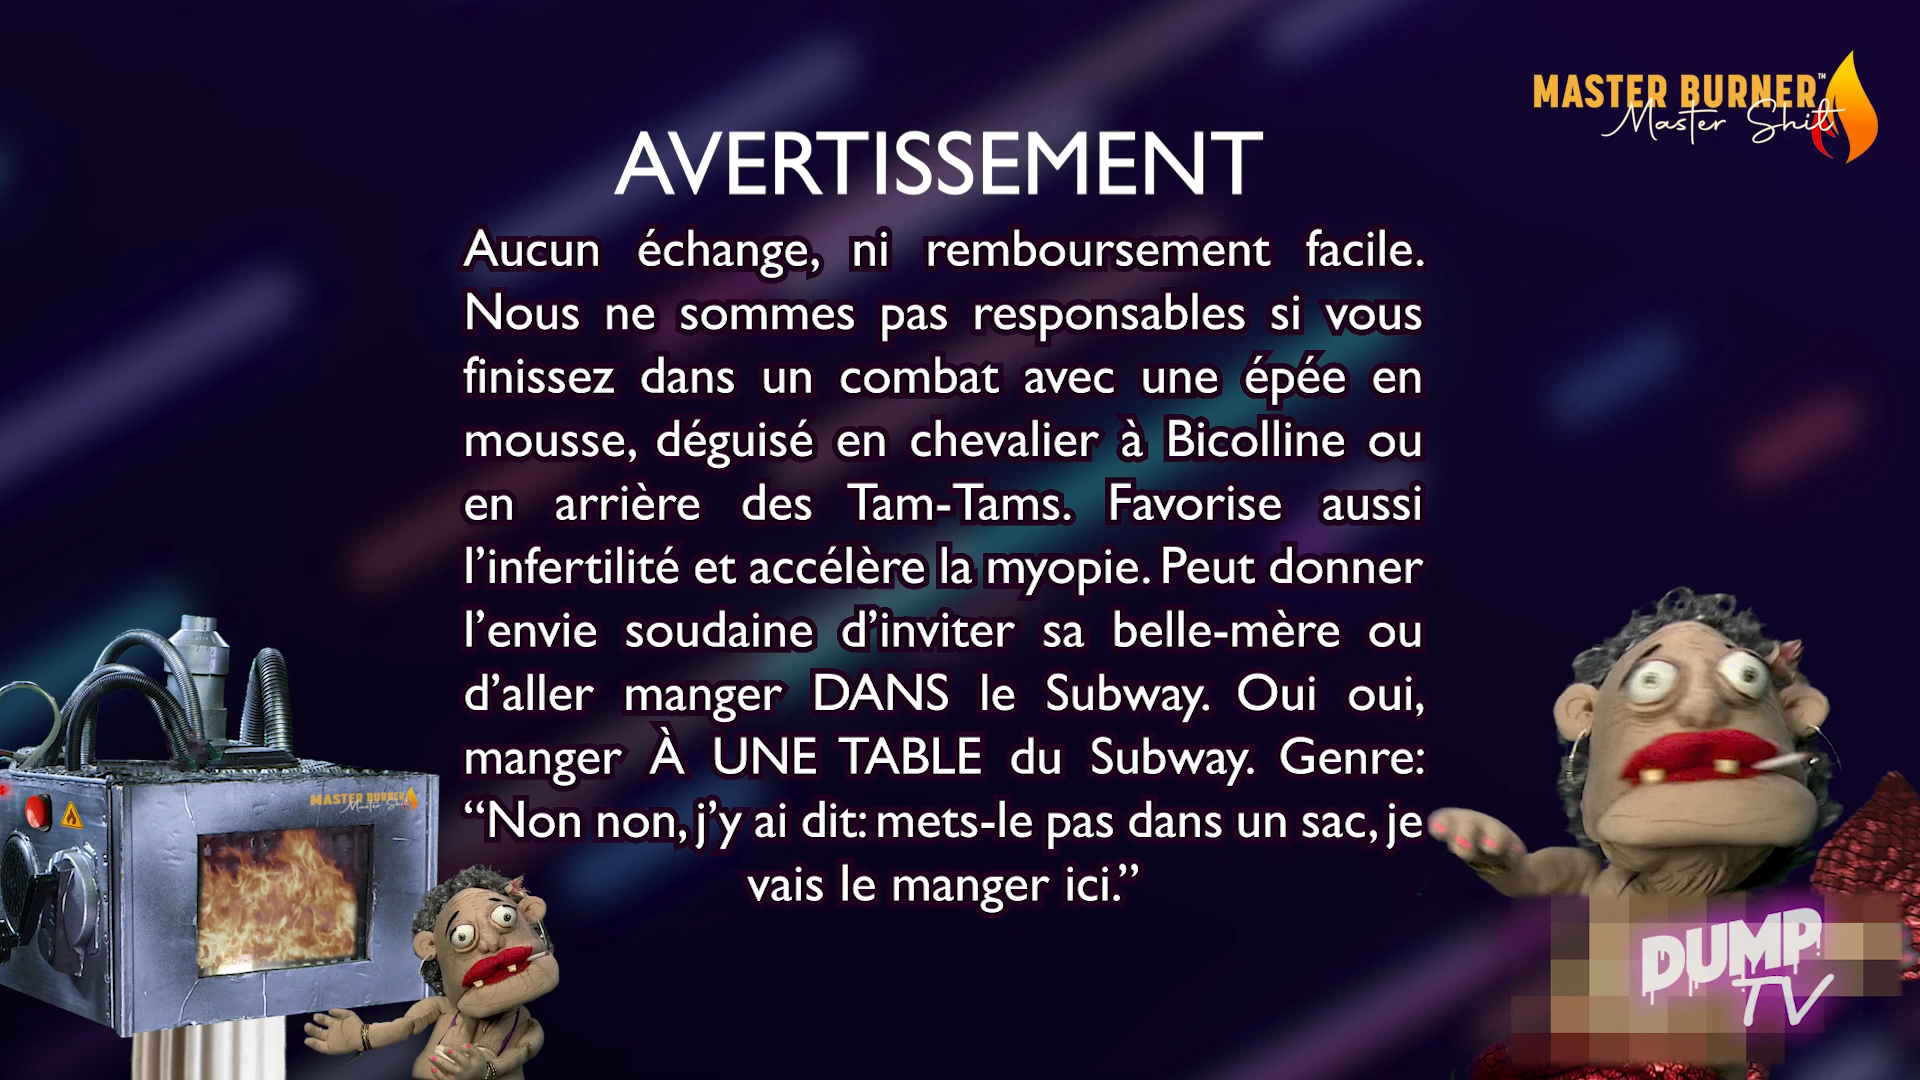 MASTER BURNER™
Master Shit
AVERTISSEMENT
Aucun échange, ni remboursement facile.
Nous ne sommes pas responsables si vous
finissez dans un combat avec une épée en
mousse, déguisé en chevalier à Bicolline ou
en arrière des Tam-Tams. Favorise aussi
l’infertilité et accélère la myopie. Peut donner
l’envie soudaine d’inviter sa belle-mère ou
d’aller manger DANS le Subway. Oui oui,
manger À UNE TABLE du Subway. Genre:
“Non non, j’y ai dit: mets-le pas dans un sac, je
vais le manger ici.”
MASTER BURNER
Master Shit
DUMP
TV